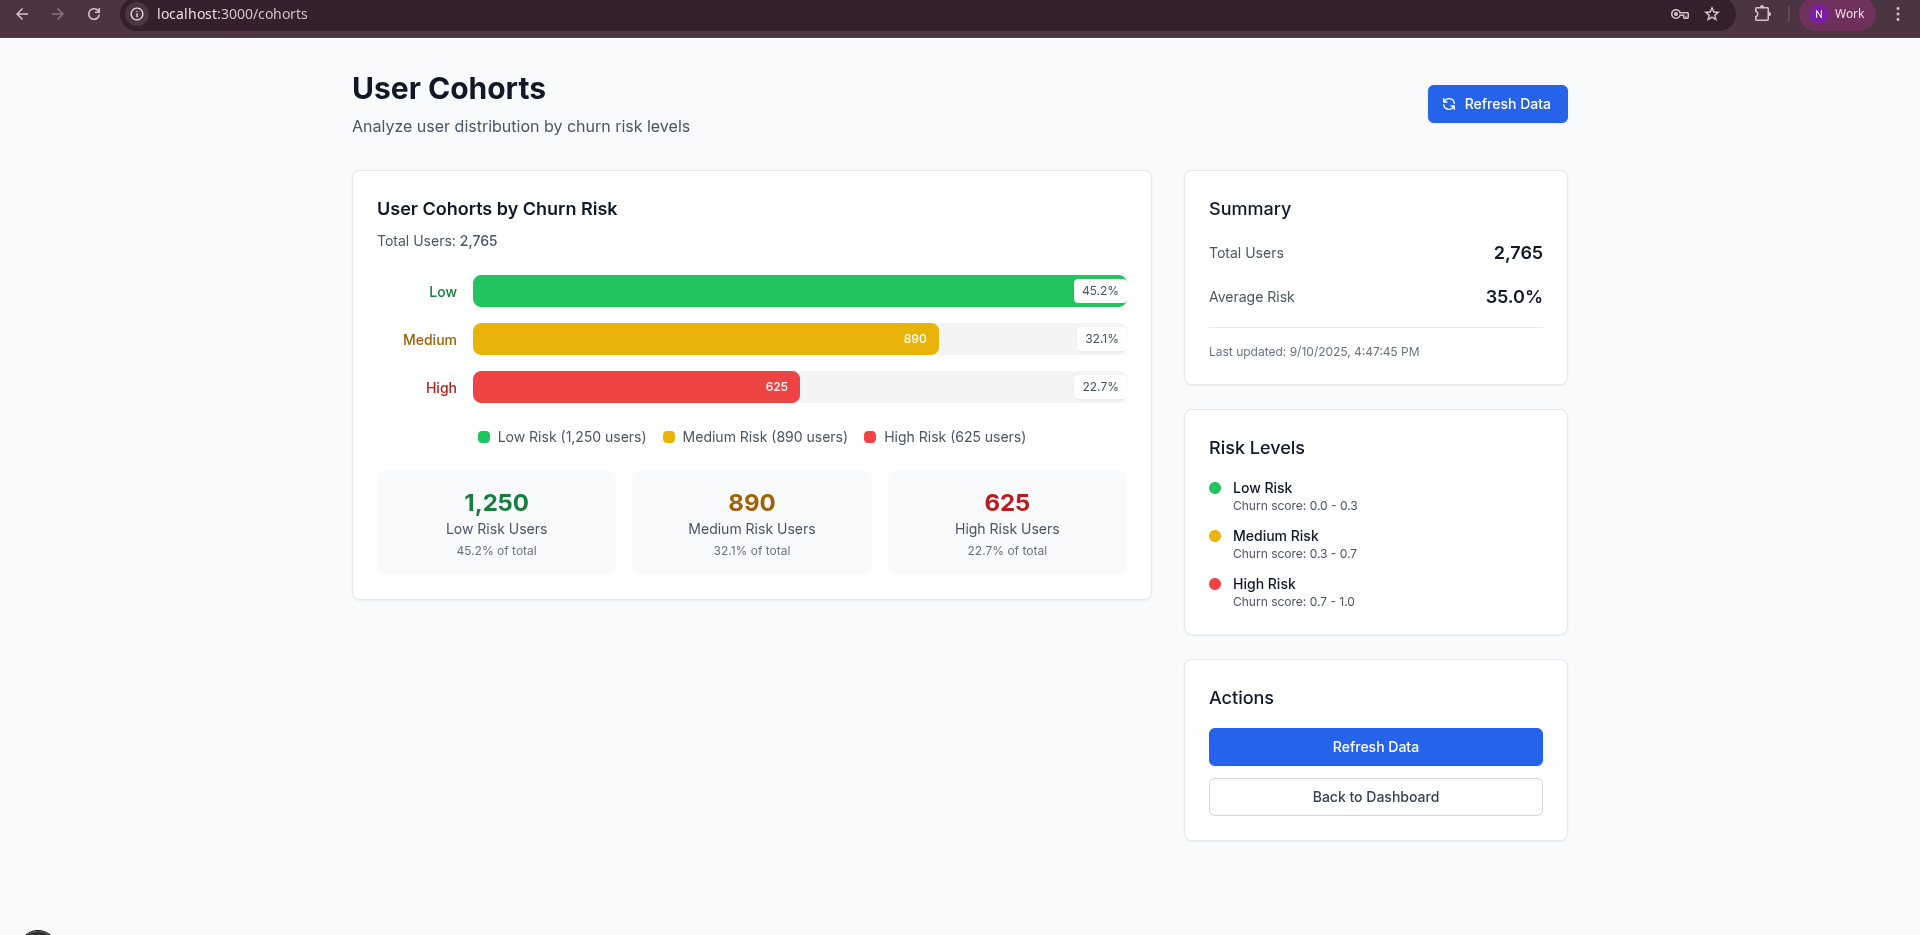 localhost:3000/cohorts
N Work
User Cohorts
Analyze user distribution by churn risk levels
Refresh Data
User Cohorts by Churn Risk
Total Users: 2,765
Low 45.2%
Medium 890 32.1%
High 625 22.7%
Low Risk (1,250 users) Medium Risk (890 users) High Risk (625 users)
1,250 890 625
Low Risk Users Medium Risk Users High Risk Users
45.2% of total 32.1% of total 22.7% of total
Summary
Total Users 2,765
Average Risk 35.0%
Last updated: 9/10/2025, 4:47:45 PM
Risk Levels
Low Risk
Churn score: 0.0 - 0.3
Medium Risk
Churn score: 0.3 - 0.7
High Risk
Churn score: 0.7 - 1.0
Actions
Refresh Data
Back to Dashboard